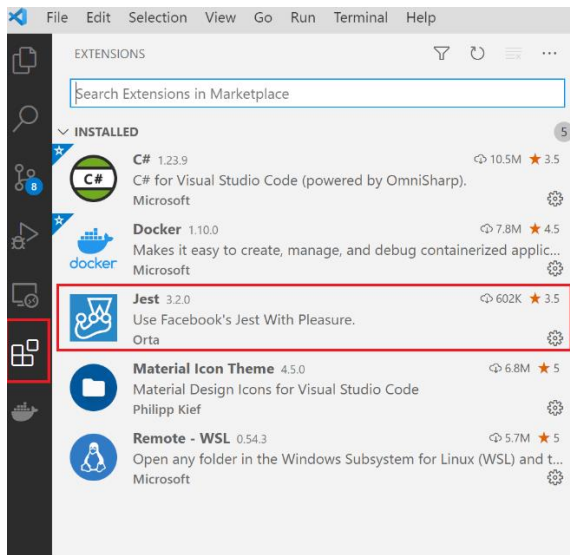 File Edit Selection View Go Run Terminal Help
EXTENSIONS
Search Extensions in Marketplace
INSTALLED 5
C# 1.23.9 10.5M 3.5
C# C# for Visual Studio Code (powered by OmniSharp).
Microsoft
Docker 1.10.0 7.8M 4.5
Makes it easy to create, manage, and debug containerized applic...
docker Microsoft
Jest 3.2.0 602K 3.5
Use Facebook's Jest With Pleasure.
Orta
Material Icon Theme 4.5.0 6.8M 5
Material Design Icons for Visual Studio Code
Philipp Kief
Remote - WSL 0.54.3 5.7M 5
Open any folder in the Windows Subsystem for Linux (WSL) and t...
Microsoft
8